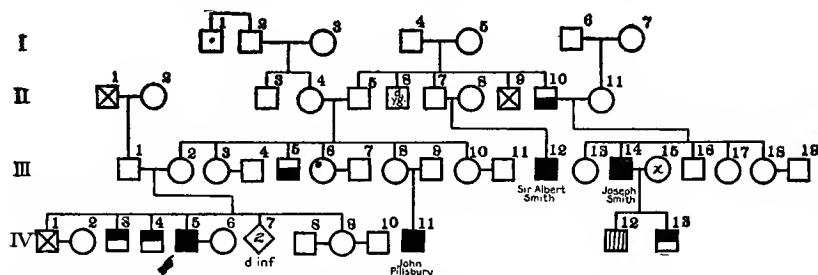 I 1 2 3 4 5 6 7
II 1 2 3 4 5 6 7 8 9 10 11
d. yg.
III 1 2 3 4 5 6 7 8 9 10 11 12 13 14 15 16 17 18 19
x
Sir Albert
Smith
Joseph
Smith
IV 1 2 3 4 5 6 7 8 9 10 11 12 13
2
d inf
John
Pillsbury